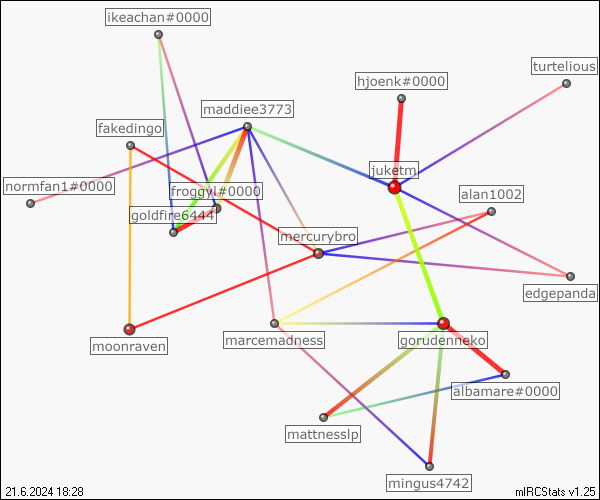 ikeachan#0000
turtelious
hjoenk#0000
maddiee3773
fakedingo
juketm
normfan1#0000
froggyl#0000
alan1002
goldfire6444
mercurybro
edgepanda
moonraven
marcemadness
gorudenneko
albamare#0000
mattnesslp
mingus4742
21.6.2024 18:28
mIRCStats v1.25